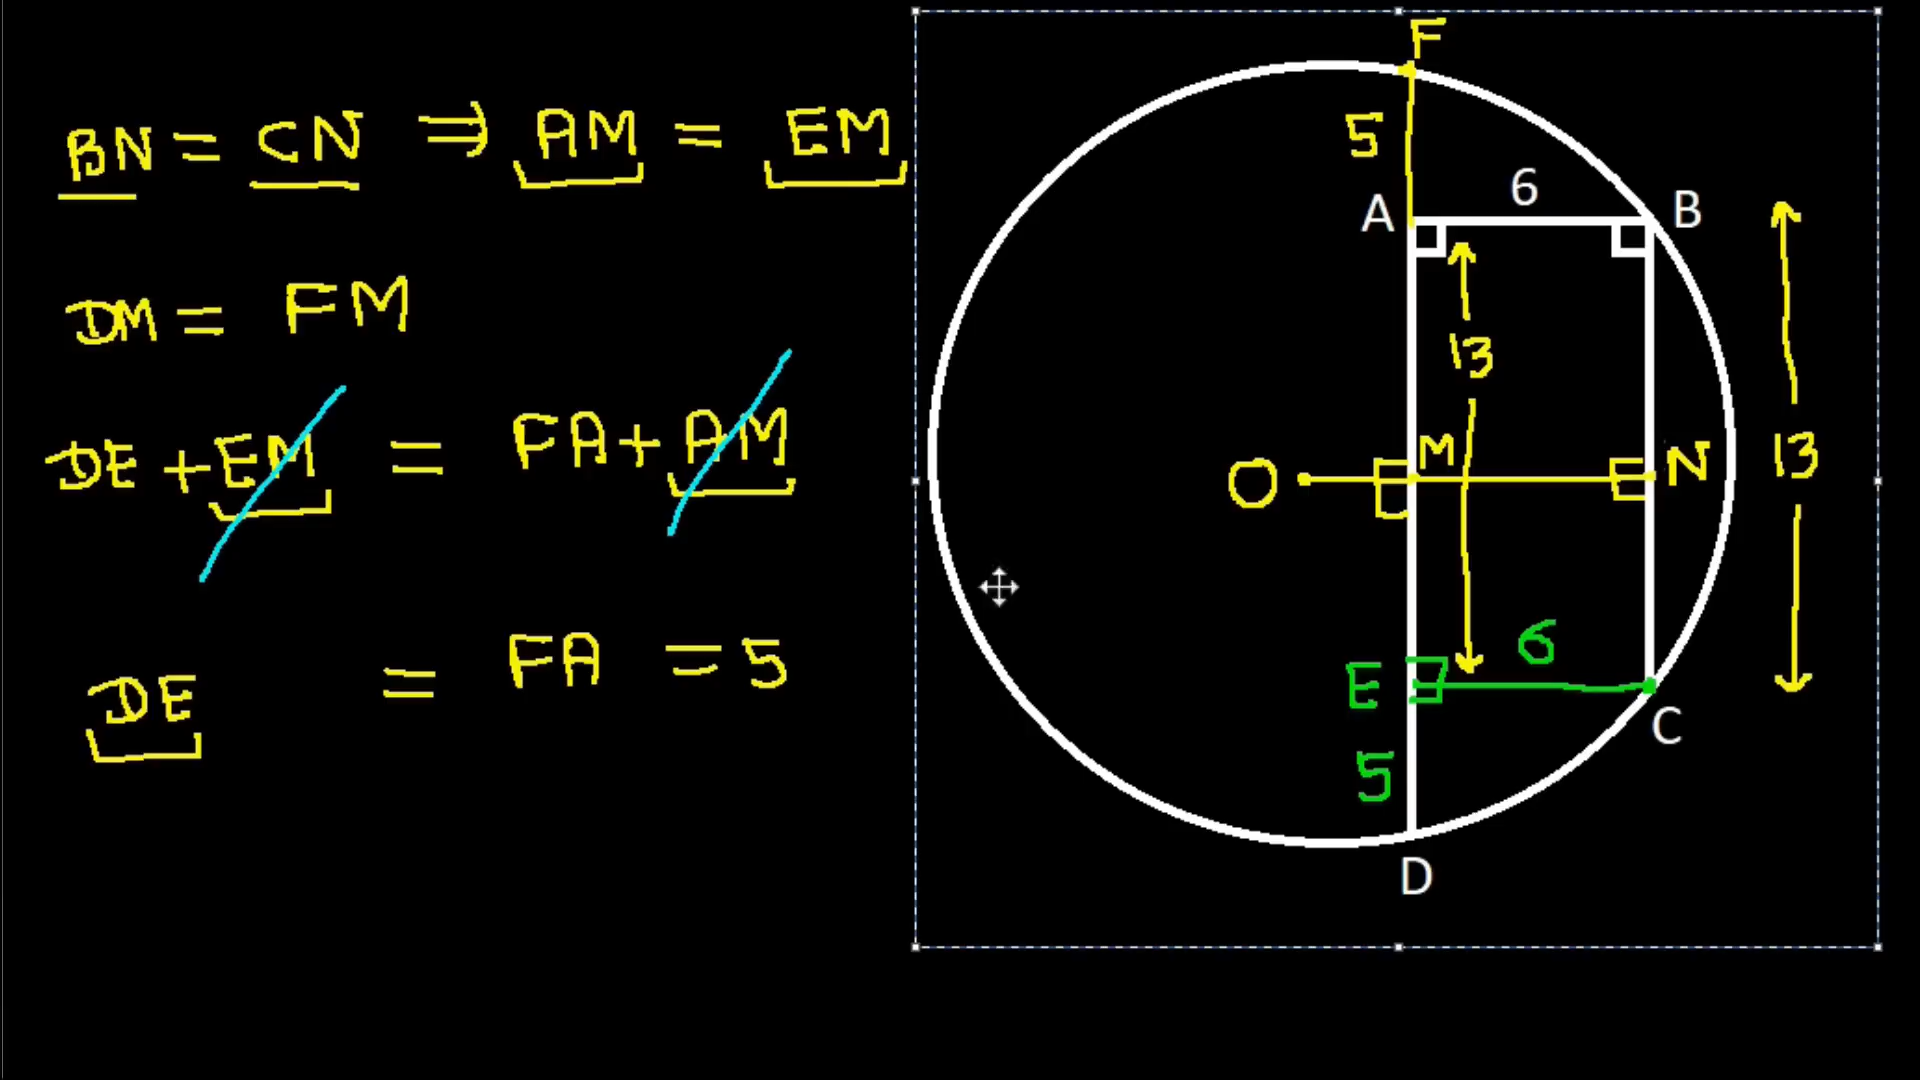 BN = CN ⇒ AM = EM
DM = FM
DE + EM = FA + AM
DE = FA = 5
F
5
6
A
B
13
M
O
N
13
6
E
C
5
D